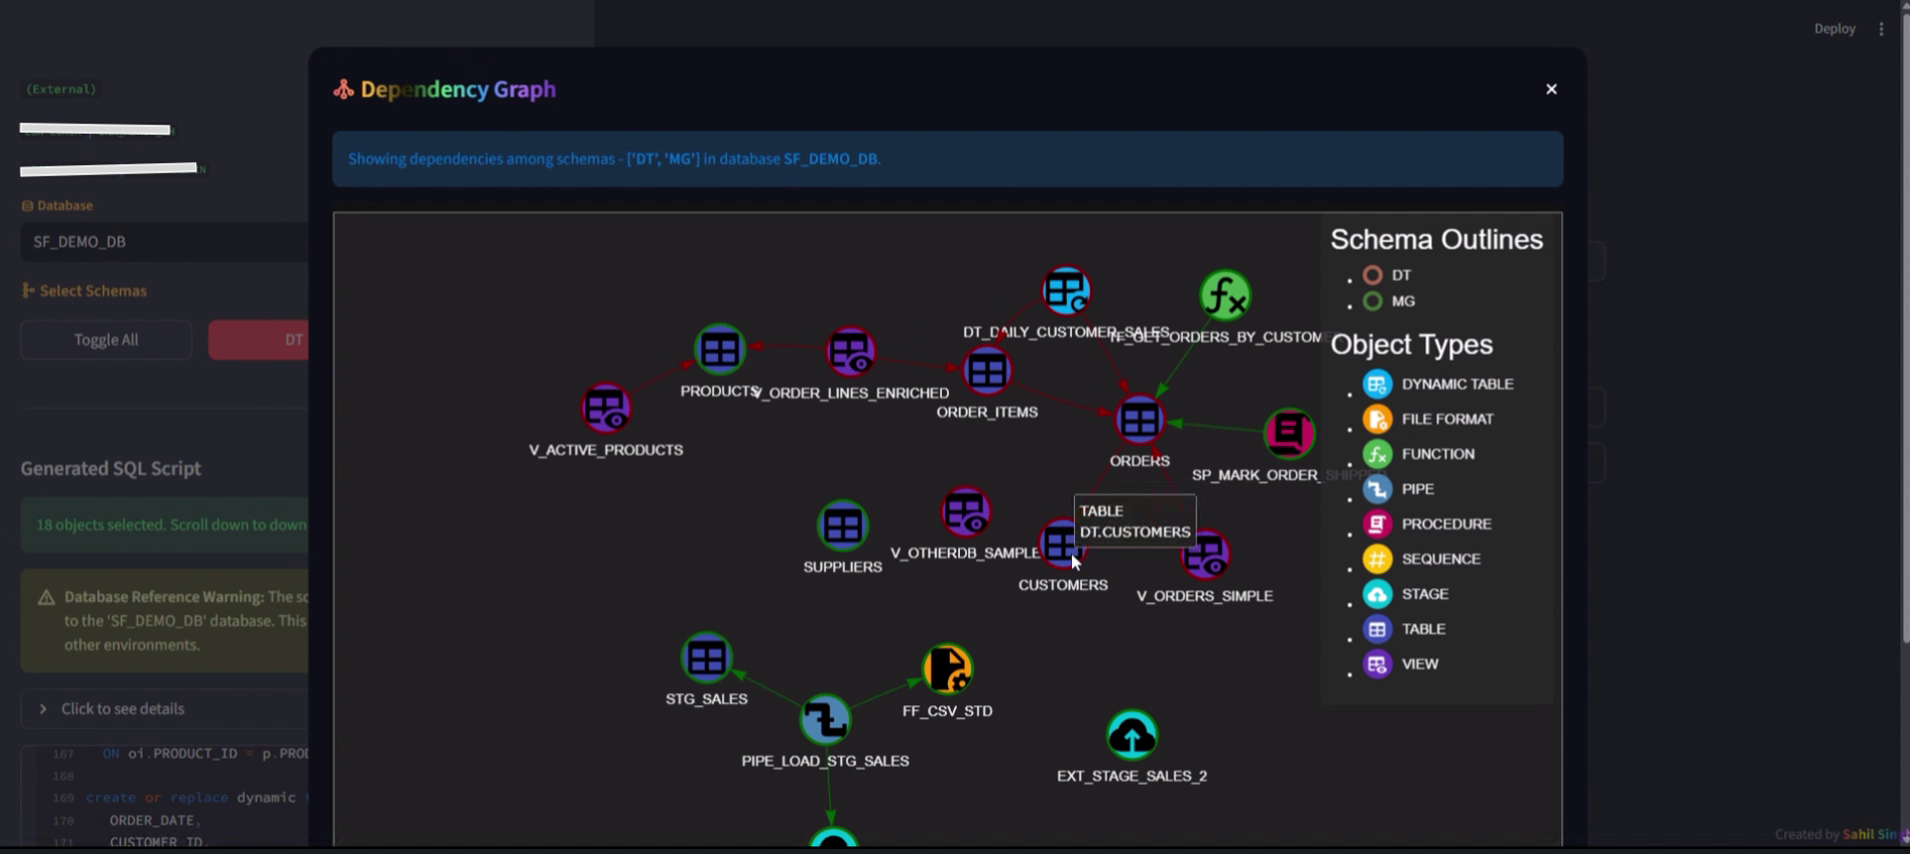 Deploy
(External)
Database
SF_DEMO_DB
Select Schemas
Toggle All
DT
Generated SQL Script
18 objects selected. Scroll down to down
Database Reference Warning: The sc
to the 'SF_DEMO_DB' database. This
other environments.
Click to see details
167 ON oi.PRODUCT_ID = p.PROD
168
169 create or replace dynamic
170 ORDER_DATE,
171 CUSTOMER_ID,
Dependency Graph
Showing dependencies among schemas - ['DT', 'MG'] in database SF_DEMO_DB.
DT_DAILY_CUSTOMER_SALES
TF_GET_ORDERS_BY_CUSTOM
PRODUCTS
V_ORDER_LINES_ENRICHED
ORDER_ITEMS
V_ACTIVE_PRODUCTS
ORDERS
SP_MARK_ORDER_SHIPPED
TABLE
DT.CUSTOMERS
SUPPLIERS
V_OTHERDB_SAMPLE
CUSTOMERS
V_ORDERS_SIMPLE
STG_SALES
FF_CSV_STD
PIPE_LOAD_STG_SALES
EXT_STAGE_SALES_2
Schema Outlines
DT
MG
Object Types
DYNAMIC TABLE
FILE FORMAT
FUNCTION
PIPE
PROCEDURE
SEQUENCE
STAGE
TABLE
VIEW
Created by Sahil Sin